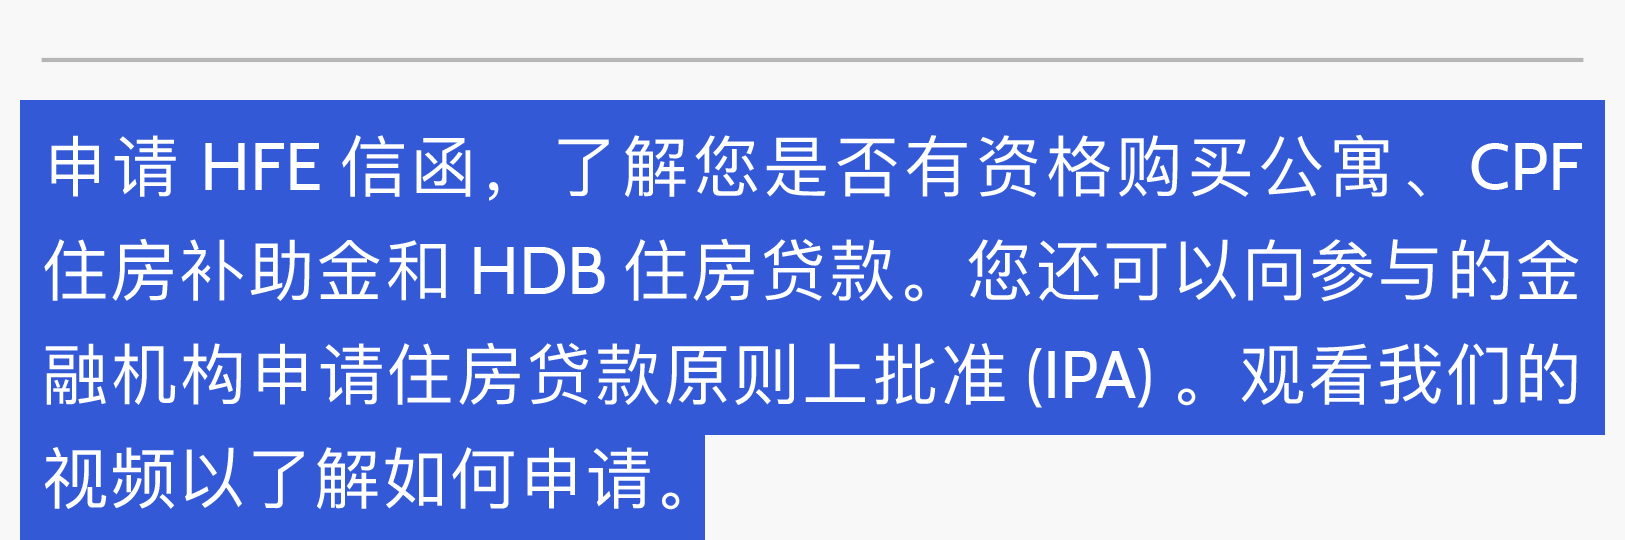 申请 HFE 信函，了解您是否有资格购买公寓、CPF
住房补助金和 HDB 住房贷款。您还可以向参与的金
融机构申请住房贷款原则上批准 (IPA) 。观看我们的
视频以了解如何申请。